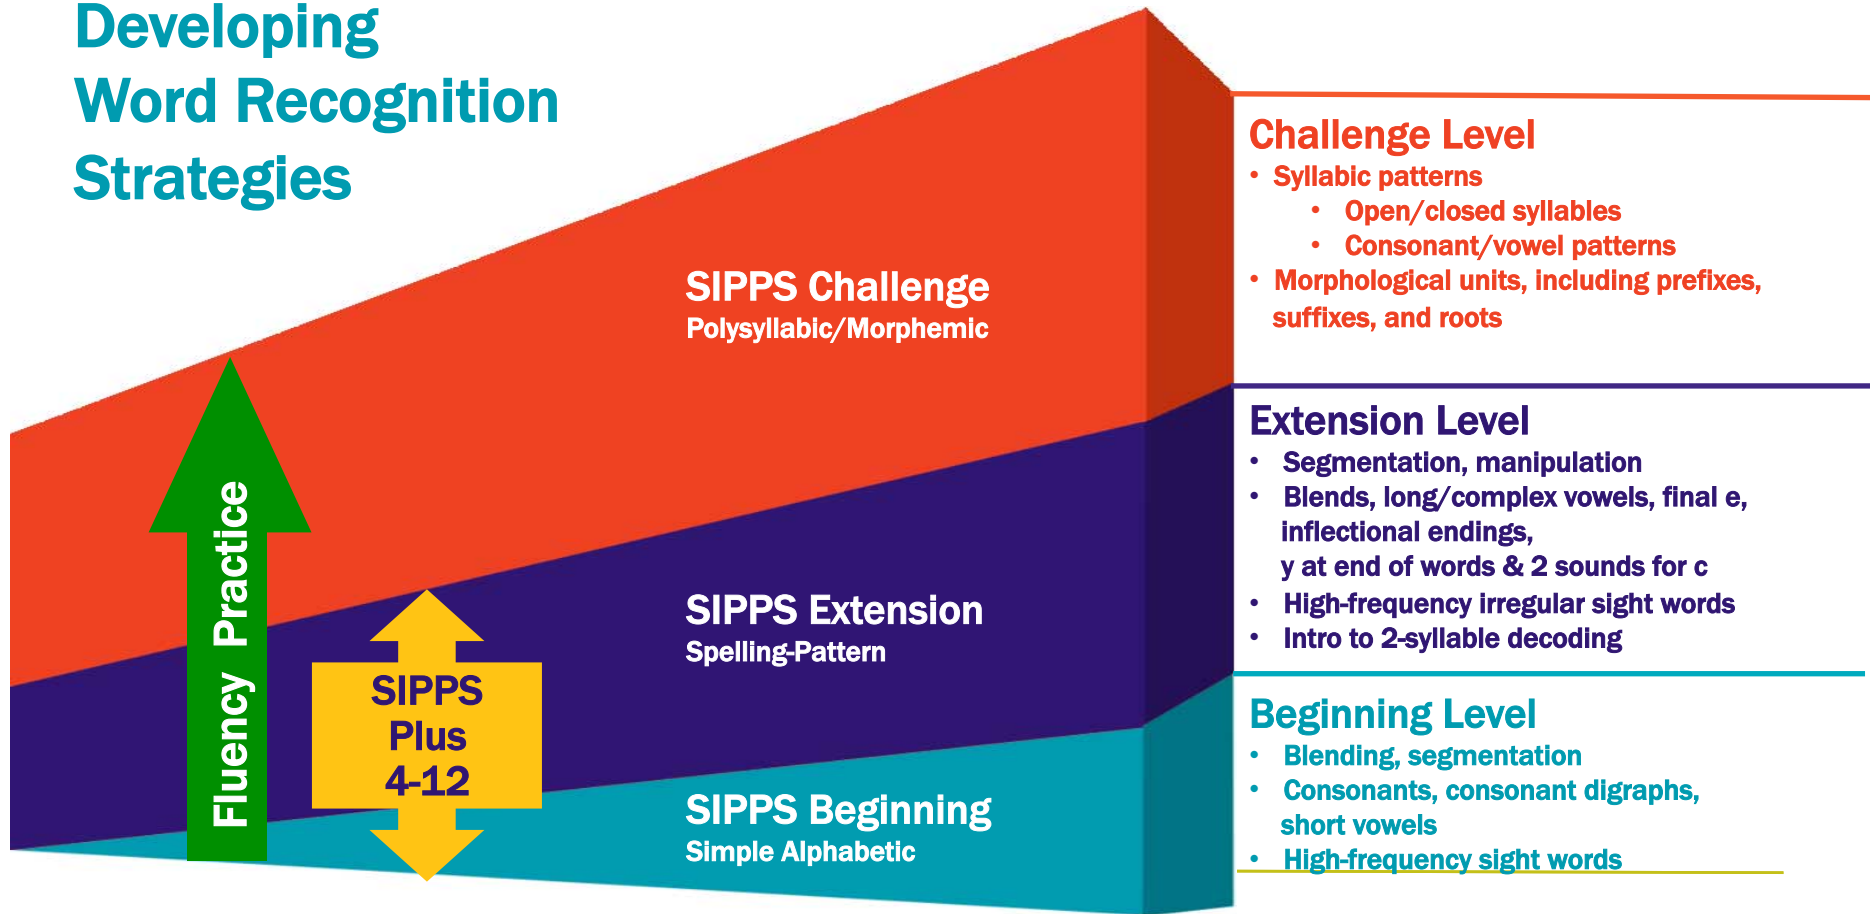 Developing
Word Recognition
Strategies
SIPPS Challenge
Polysyllabic/Morphemic
SIPPS Extension
Spelling-Pattern
SIPPS Beginning
Simple Alphabetic
Fluency Practice
SIPPS
Plus
4-12
Challenge Level
• Syllabic patterns
• Open/closed syllables
• Consonant/vowel patterns
• Morphological units, including prefixes,
suffixes, and roots
Extension Level
• Segmentation, manipulation
• Blends, long/complex vowels, final e,
inflectional endings,
y at end of words & 2 sounds for c
• High-frequency irregular sight words
• Intro to 2-syllable decoding
Beginning Level
• Blending, segmentation
• Consonants, consonant digraphs,
short vowels
• High-frequency sight words